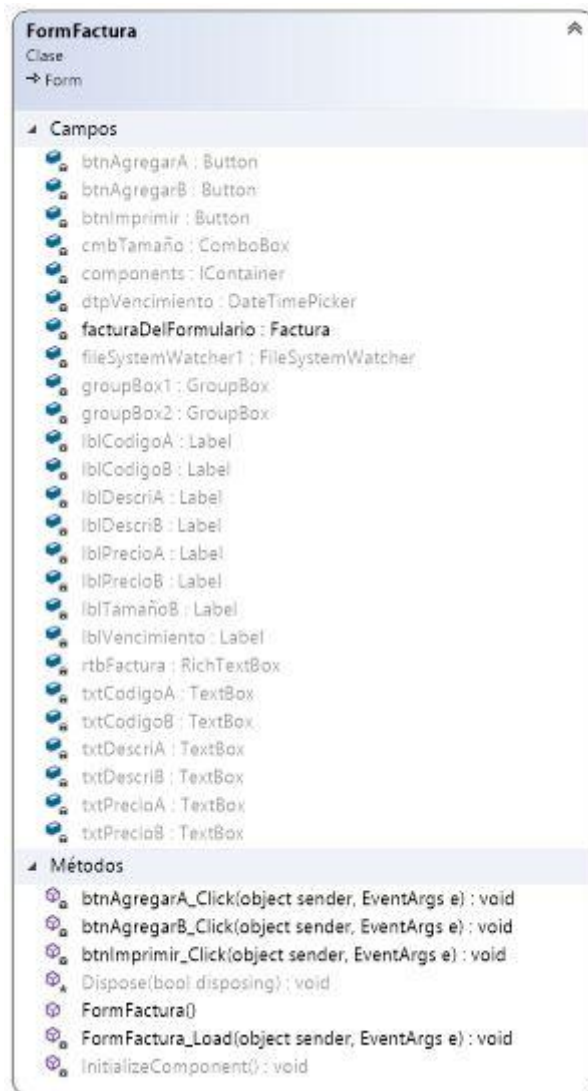 FormFactura
Clase
Form
Campos
btnAgregarA : Button
btnAgregarB : Button
btnImprimir : Button
cmbTamaño : ComboBox
components : IContainer
dtpVencimiento : DateTimePicker
facturaDelFormulario : Factura
fileSystemWatcher1 : FileSystemWatcher
groupBox1 : GroupBox
groupBox2 : GroupBox
lblCodigoA : Label
lblCodigoB : Label
lblDescriA : Label
lblDescriB : Label
lblPrecioA : Label
lblPrecioB : Label
lblTamañoB : Label
lblVencimiento : Label
rtbFactura : RichTextBox
txtCodigoA : TextBox
txtCodigoB : TextBox
txtDescriA : TextBox
txtDescriB : TextBox
txtPrecioA : TextBox
txtPrecioB : TextBox
Métodos
btnAgregarA_Click(object sender, EventArgs e) : void
btnAgregarB_Click(object sender, EventArgs e) : void
btnImprimir_Click(object sender, EventArgs e) : void
Dispose(bool disposing) : void
FormFactura()
FormFactura_Load(object sender, EventArgs e) : void
InitializeComponent() : void